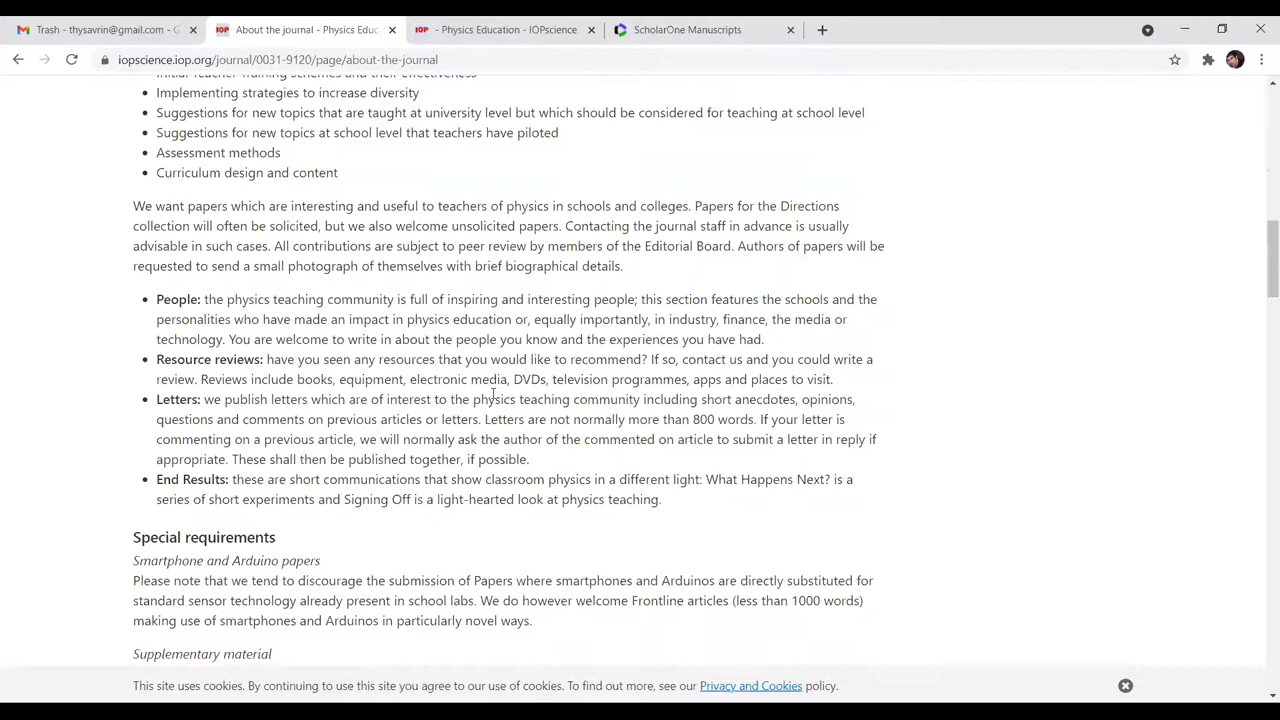 Trash - thysavrin@gmail.com - G
About the journal - Physics Educ
- Physics Education - IOPscience
ScholarOne Manuscripts
iopscience.iop.org/journal/0031-9120/page/about-the-journal
Initial Teacher Training schemes and their effectiveness
Implementing strategies to increase diversity
Suggestions for new topics that are taught at university level but which should be considered for teaching at school level
Suggestions for new topics at school level that teachers have piloted
Assessment methods
Curriculum design and content
We want papers which are interesting and useful to teachers of physics in schools and colleges. Papers for the Directions
collection will often be solicited, but we also welcome unsolicited papers. Contacting the journal staff in advance is usually
advisable in such cases. All contributions are subject to peer review by members of the Editorial Board. Authors of papers will be
requested to send a small photograph of themselves with brief biographical details.
People: the physics teaching community is full of inspiring and interesting people; this section features the schools and the
personalities who have made an impact in physics education or, equally importantly, in industry, finance, the media or
technology. You are welcome to write in about the people you know and the experiences you have had.
Resource reviews: have you seen any resources that you would like to recommend? If so, contact us and you could write a
review. Reviews include books, equipment, electronic media, DVDs, television programmes, apps and places to visit.
Letters: we publish letters which are of interest to the physics teaching community including short anecdotes, opinions,
questions and comments on previous articles or letters. Letters are not normally more than 800 words. If your letter is
commenting on a previous article, we will normally ask the author of the commented on article to submit a letter in reply if
appropriate. These shall then be published together, if possible.
End Results: these are short communications that show classroom physics in a different light: What Happens Next? is a
series of short experiments and Signing Off is a light-hearted look at physics teaching.
Special requirements
Smartphone and Arduino papers
Please note that we tend to discourage the submission of Papers where smartphones and Arduinos are directly substituted for
standard sensor technology already present in school labs. We do however welcome Frontline articles (less than 1000 words)
making use of smartphones and Arduinos in particularly novel ways.
Supplementary material
This site uses cookies. By continuing to use this site you agree to our use of cookies. To find out more, see our Privacy and Cookies policy.